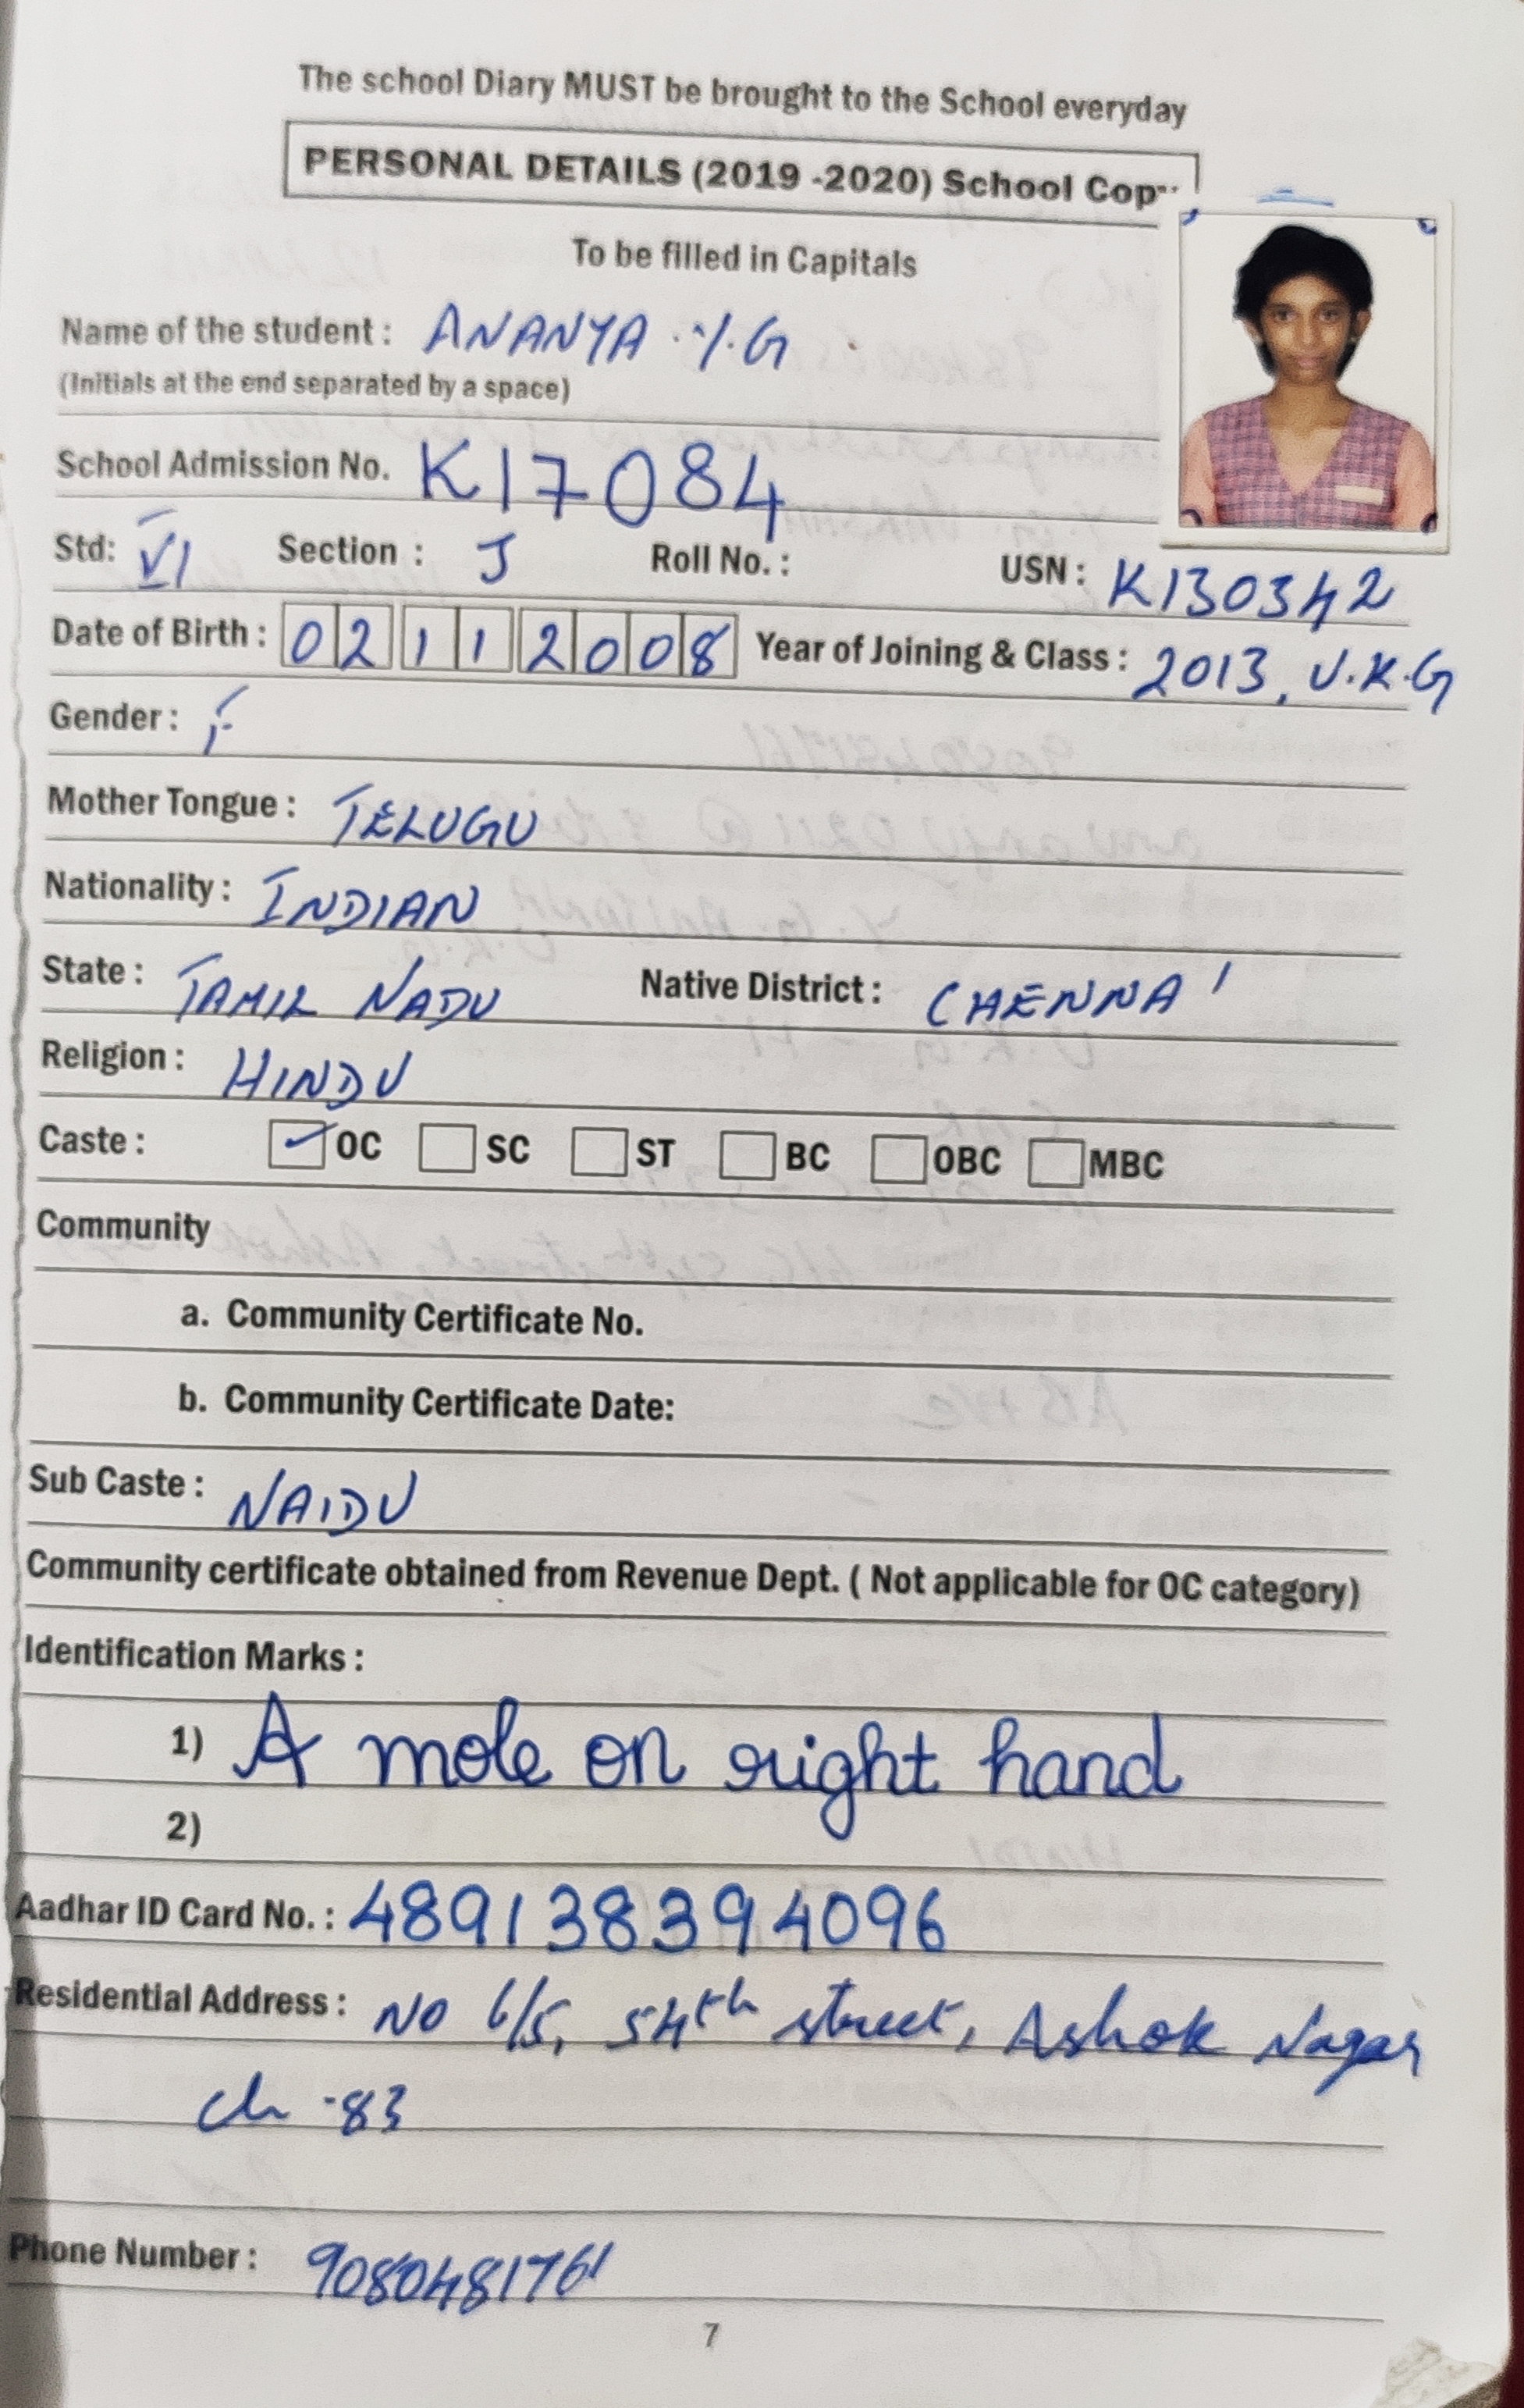 The school Diary MUST be brought to the School everyday
PERSONAL DETAILS (2019 -2020) School Cop
To be filled in Capitals
Name of the student : ANANYA . Y.G
(Initials at the end separated by a space)
School Admission No. K17084
Std: VI Section : J Roll No. : USN : K130342
Date of Birth : 02 11 2008 Year of Joining & Class : 2013, U.K.G
Gender : F
Mother Tongue : TELUGU
Nationality : INDIAN
State : TAMIL NADU Native District : CHENNAI
Religion : HINDU
Caste : ✓ OC SC ST BC OBC MBC
Community
a. Community Certificate No.
b. Community Certificate Date:
Sub Caste : NAIDU
Community certificate obtained from Revenue Dept. ( Not applicable for OC category)
Identification Marks :
1) A mole on right hand
2)
Aadhar ID Card No. : 489138394096
Residential Address : NO 6/5, 54th street, Ashok Nagar
ch -83
Phone Number : 9080481761
7